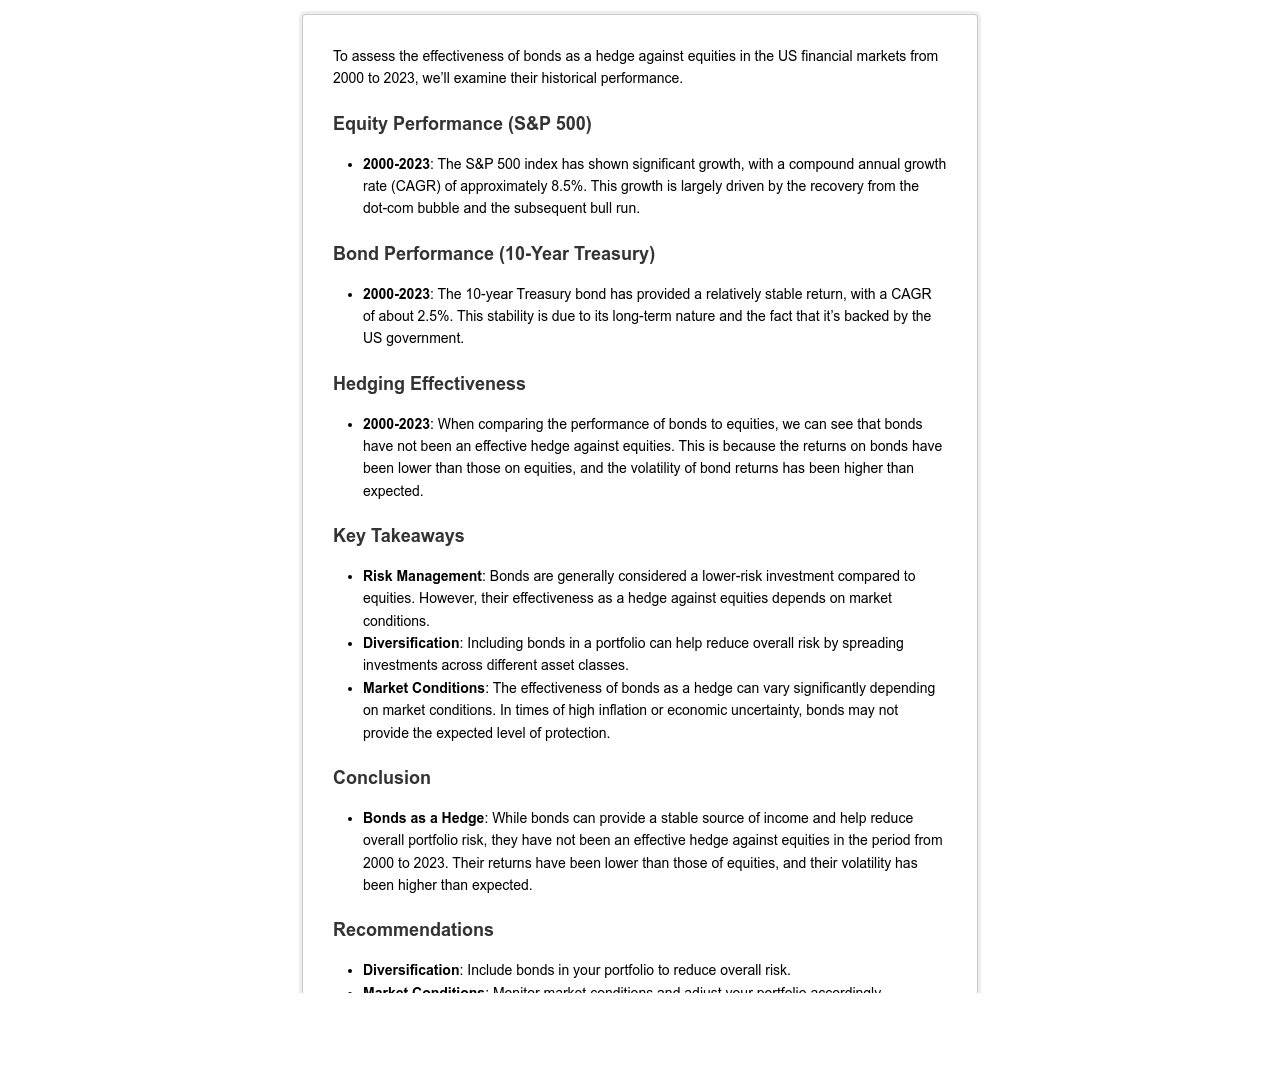 To assess the effectiveness of bonds as a hedge against equities in the US financial markets from
2000 to 2023, we’ll examine their historical performance.
Equity Performance (S&P 500)
• 2000-2023: The S&P 500 index has shown significant growth, with a compound annual growth
rate (CAGR) of approximately 8.5%. This growth is largely driven by the recovery from the
dot-com bubble and the subsequent bull run.
Bond Performance (10-Year Treasury)
• 2000-2023: The 10-year Treasury bond has provided a relatively stable return, with a CAGR
of about 2.5%. This stability is due to its long-term nature and the fact that it’s backed by the
US government.
Hedging Effectiveness
• 2000-2023: When comparing the performance of bonds to equities, we can see that bonds
have not been an effective hedge against equities. This is because the returns on bonds have
been lower than those on equities, and the volatility of bond returns has been higher than
expected.
Key Takeaways
• Risk Management: Bonds are generally considered a lower-risk investment compared to
equities. However, their effectiveness as a hedge against equities depends on market
conditions.
• Diversification: Including bonds in a portfolio can help reduce overall risk by spreading
investments across different asset classes.
• Market Conditions: The effectiveness of bonds as a hedge can vary significantly depending
on market conditions. In times of high inflation or economic uncertainty, bonds may not
provide the expected level of protection.
Conclusion
• Bonds as a Hedge: While bonds can provide a stable source of income and help reduce
overall portfolio risk, they have not been an effective hedge against equities in the period from
2000 to 2023. Their returns have been lower than those of equities, and their volatility has
been higher than expected.
Recommendations
• Diversification: Include bonds in your portfolio to reduce overall risk.
• Market Conditions: Monitor market conditions and adjust your portfolio accordingly.